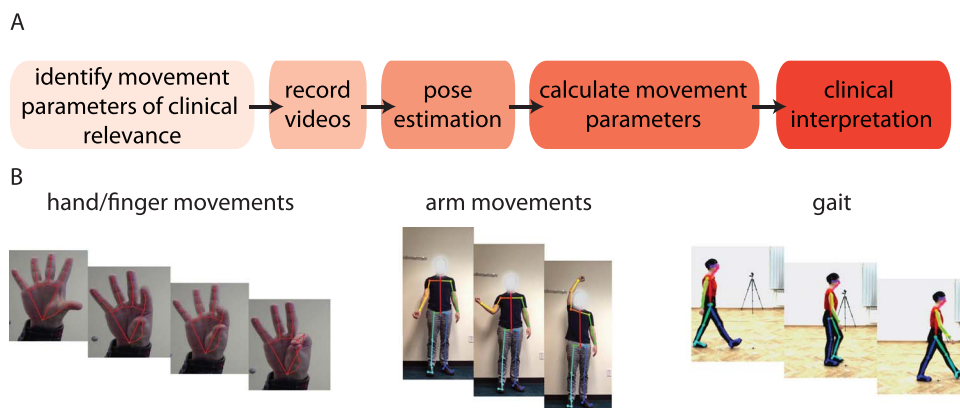 A
identify movement
parameters of clinical
relevance
record
videos
pose
estimation
calculate movement
parameters
clinical
interpretation
B
hand/finger movements
arm movements
gait